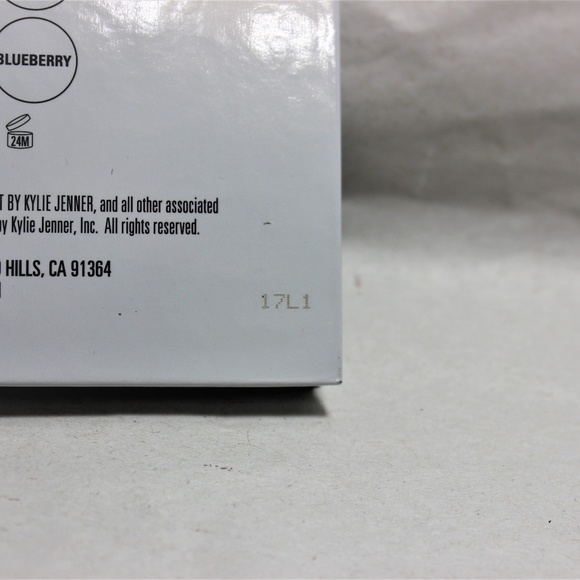 BLUEBERRY
24M
BY KYLIE JENNER, and all other associated
by Kylie Jenner, Inc. All rights reserved.
HILLS, CA 91364
17L1